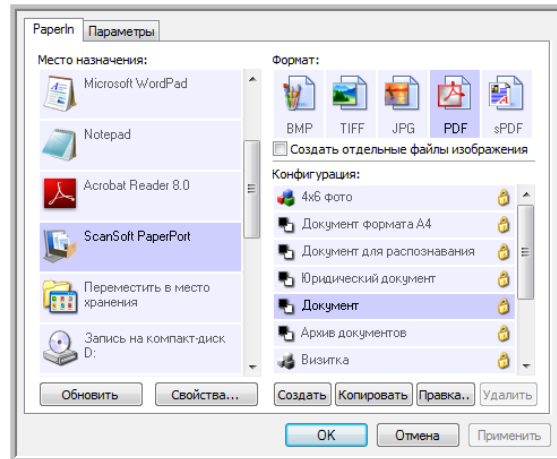 PaperIn
Параметры
Место назначения:
Microsoft WordPad
Notepad
Acrobat Reader 8.0
ScanSoft PaperPort
Переместить в место
хранения
Запись на компакт-диск
D:
Обновить
Свойства...
Формат:
BMP
TIFF
JPG
PDF
sPDF
Создать отдельные файлы изображения
Конфигурация:
4x6 фото
Документ формата A4
Документ для распознавания
Юридический документ
Документ
Архив документов
Визитка
Создать
Копировать
Правка..
Удалить
OK
Отмена
Применить